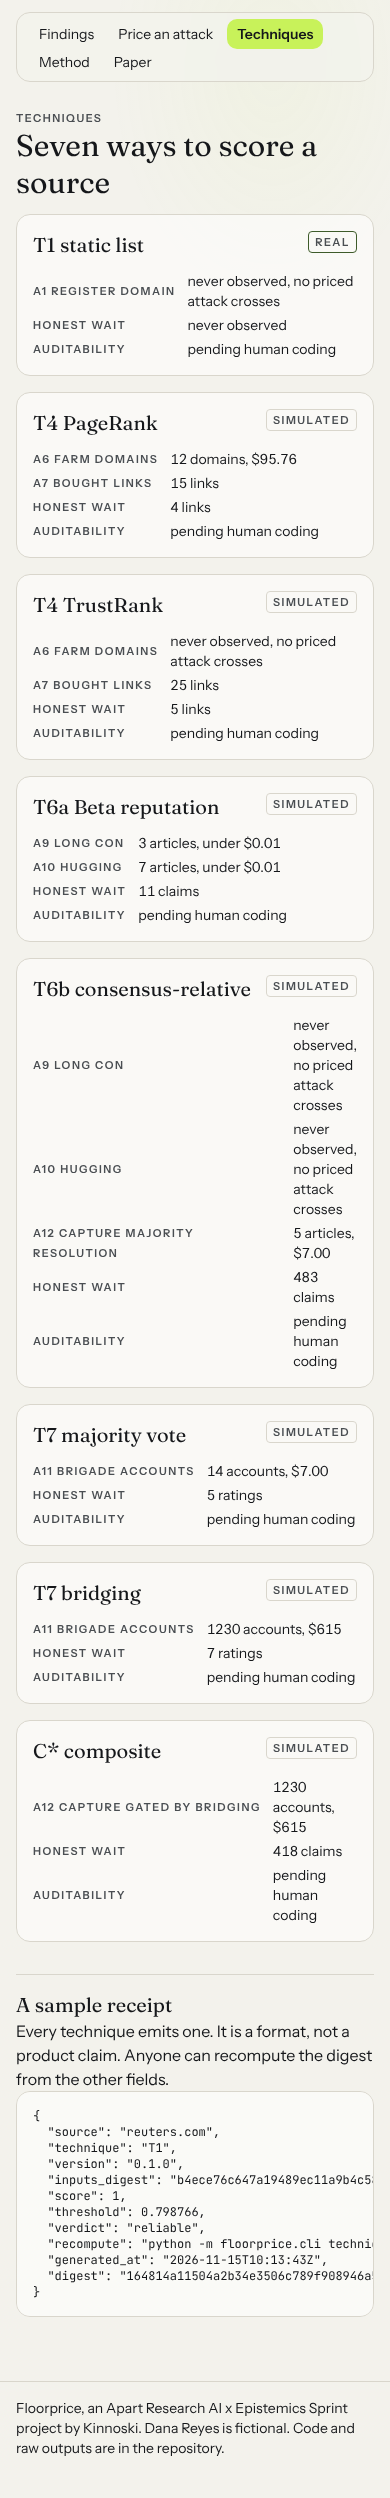 Findings Price an attack Techniques
Method Paper
TECHNIQUES
Seven ways to score a
source
T1 static list REAL
A1 REGISTER DOMAIN never observed, no priced
attack crosses
HONEST WAIT never observed
AUDITABILITY pending human coding
T4 PageRank SIMULATED
A6 FARM DOMAINS 12 domains, $95.76
A7 BOUGHT LINKS 15 links
HONEST WAIT 4 links
AUDITABILITY pending human coding
T4 TrustRank SIMULATED
A6 FARM DOMAINS never observed, no priced
attack crosses
A7 BOUGHT LINKS 25 links
HONEST WAIT 5 links
AUDITABILITY pending human coding
T6a Beta reputation SIMULATED
A9 LONG CON 3 articles, under $0.01
A10 HUGGING 7 articles, under $0.01
HONEST WAIT 11 claims
AUDITABILITY pending human coding
T6b consensus-relative SIMULATED
A9 LONG CON never
observed,
no priced
attack
crosses
A10 HUGGING never
observed,
no priced
attack
crosses
A12 CAPTURE MAJORITY 5 articles,
RESOLUTION $7.00
HONEST WAIT 483
claims
AUDITABILITY pending
human
coding
T7 majority vote SIMULATED
A11 BRIGADE ACCOUNTS 14 accounts, $7.00
HONEST WAIT 5 ratings
AUDITABILITY pending human coding
T7 bridging SIMULATED
A11 BRIGADE ACCOUNTS 1230 accounts, $615
HONEST WAIT 7 ratings
AUDITABILITY pending human coding
C* composite SIMULATED
A12 CAPTURE GATED BY BRIDGING 1230
accounts,
$615
HONEST WAIT 418 claims
AUDITABILITY pending
human
coding
A sample receipt
Every technique emits one. It is a format, not a
product claim. Anyone can recompute the digest
from the other fields.
{
"source": "reuters.com",
"technique": "T1",
"version": "0.1.0",
"inputs_digest": "b4ece76c647a19489ec11a9b4c5
"score": 1,
"threshold": 0.798766,
"verdict": "reliable",
"recompute": "python -m floorprice.cli techni
"generated_at": "2026-11-15T10:13:43Z",
"digest": "164814a11504a2b34e3506c789f908946a
}
Floorprice, an Apart Research AI x Epistemics Sprint
project by Kinnoski. Dana Reyes is fictional. Code and
raw outputs are in the repository.